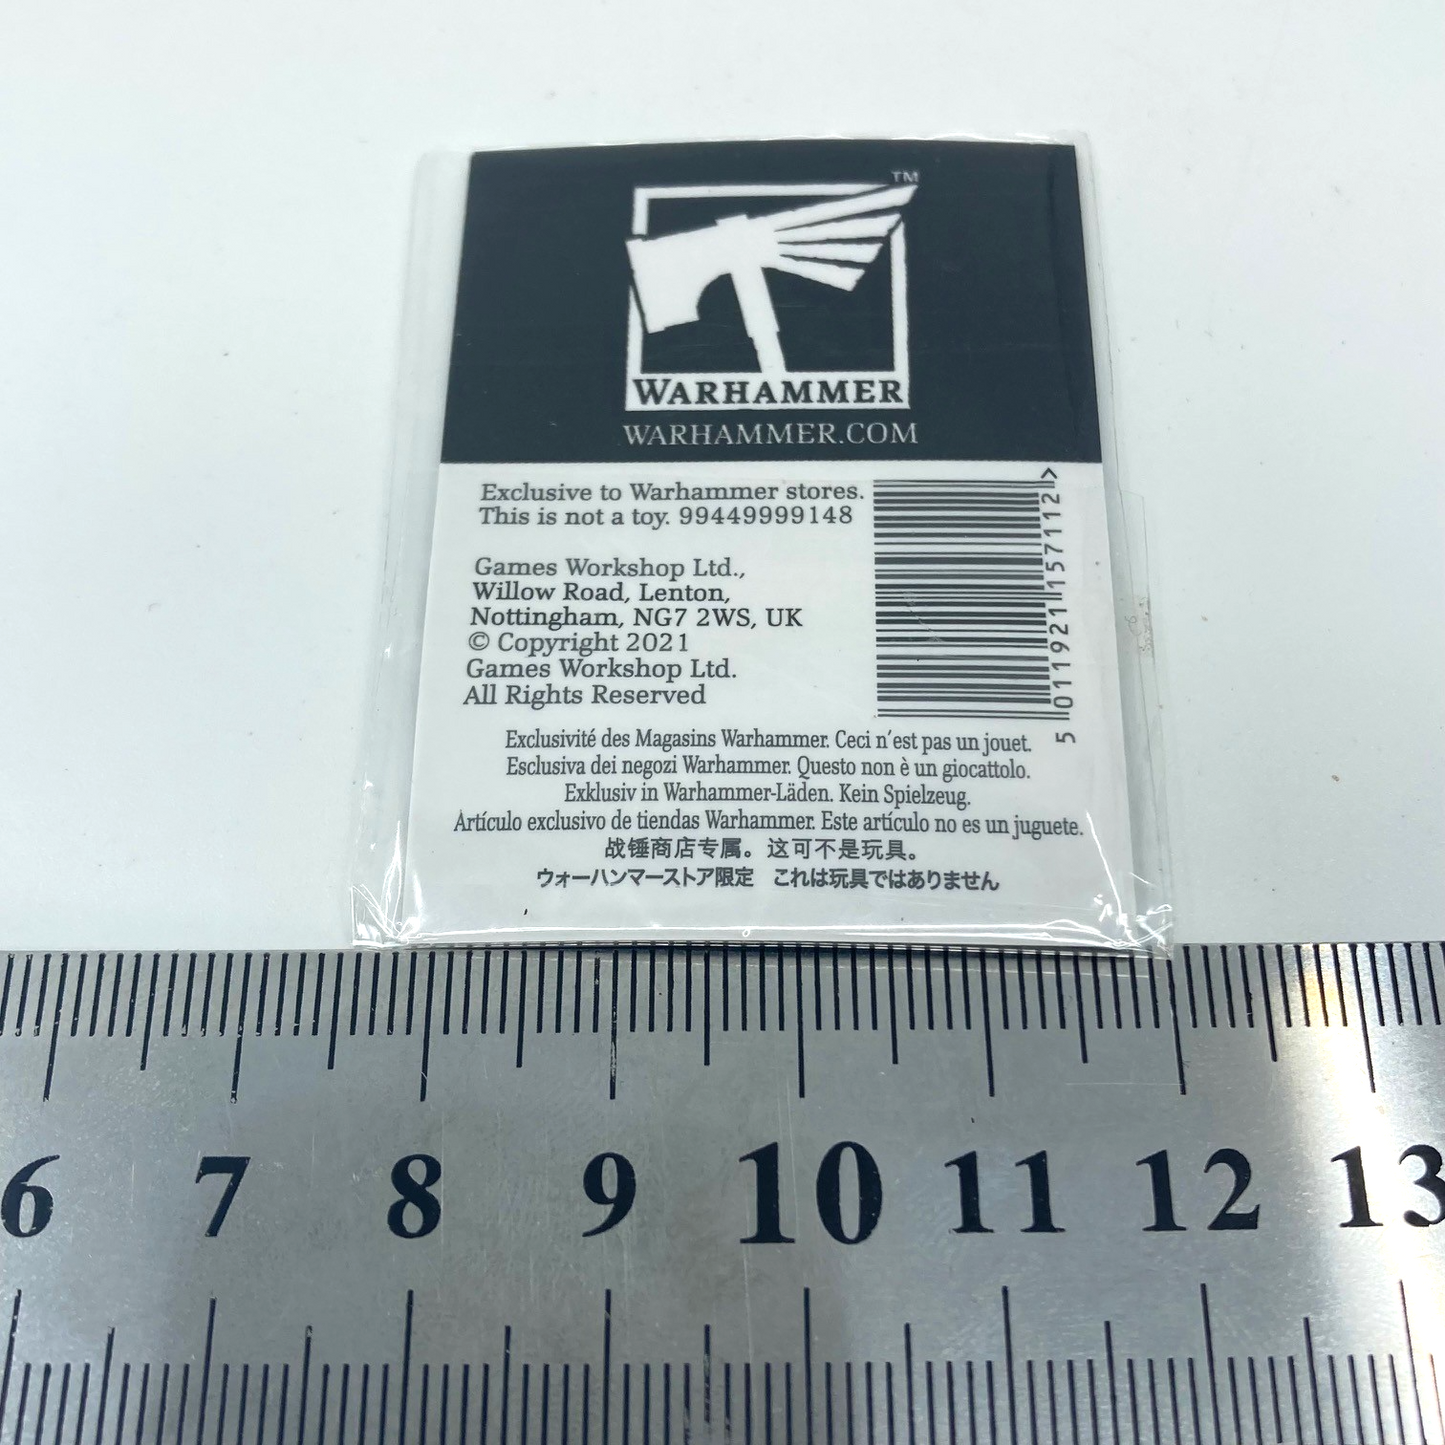 TM
WARHAMMER
WARHAMMER.COM
Exclusive to Warhammer stores.
This is not a toy. 99449999148
Games Workshop Ltd.,
Willow Road, Lenton,
Nottingham, NG7 2WS, UK
© Copyright 2021
Games Workshop Ltd.
All Rights Reserved
5 011921 157112 >
Exclusivité des Magasins Warhammer. Ceci n'est pas un jouet.
Esclusiva dei negozi Warhammer. Questo non è un giocattolo.
Exklusiv in Warhammer-Läden. Kein Spielzeug.
Artículo exclusivo de tiendas Warhammer. Este artículo no es un juguete.
战锤商店专属。这可不是玩具。
ウォーハンマーストア限定 これは玩具ではありません
6 7 8 9 10 11 12 13